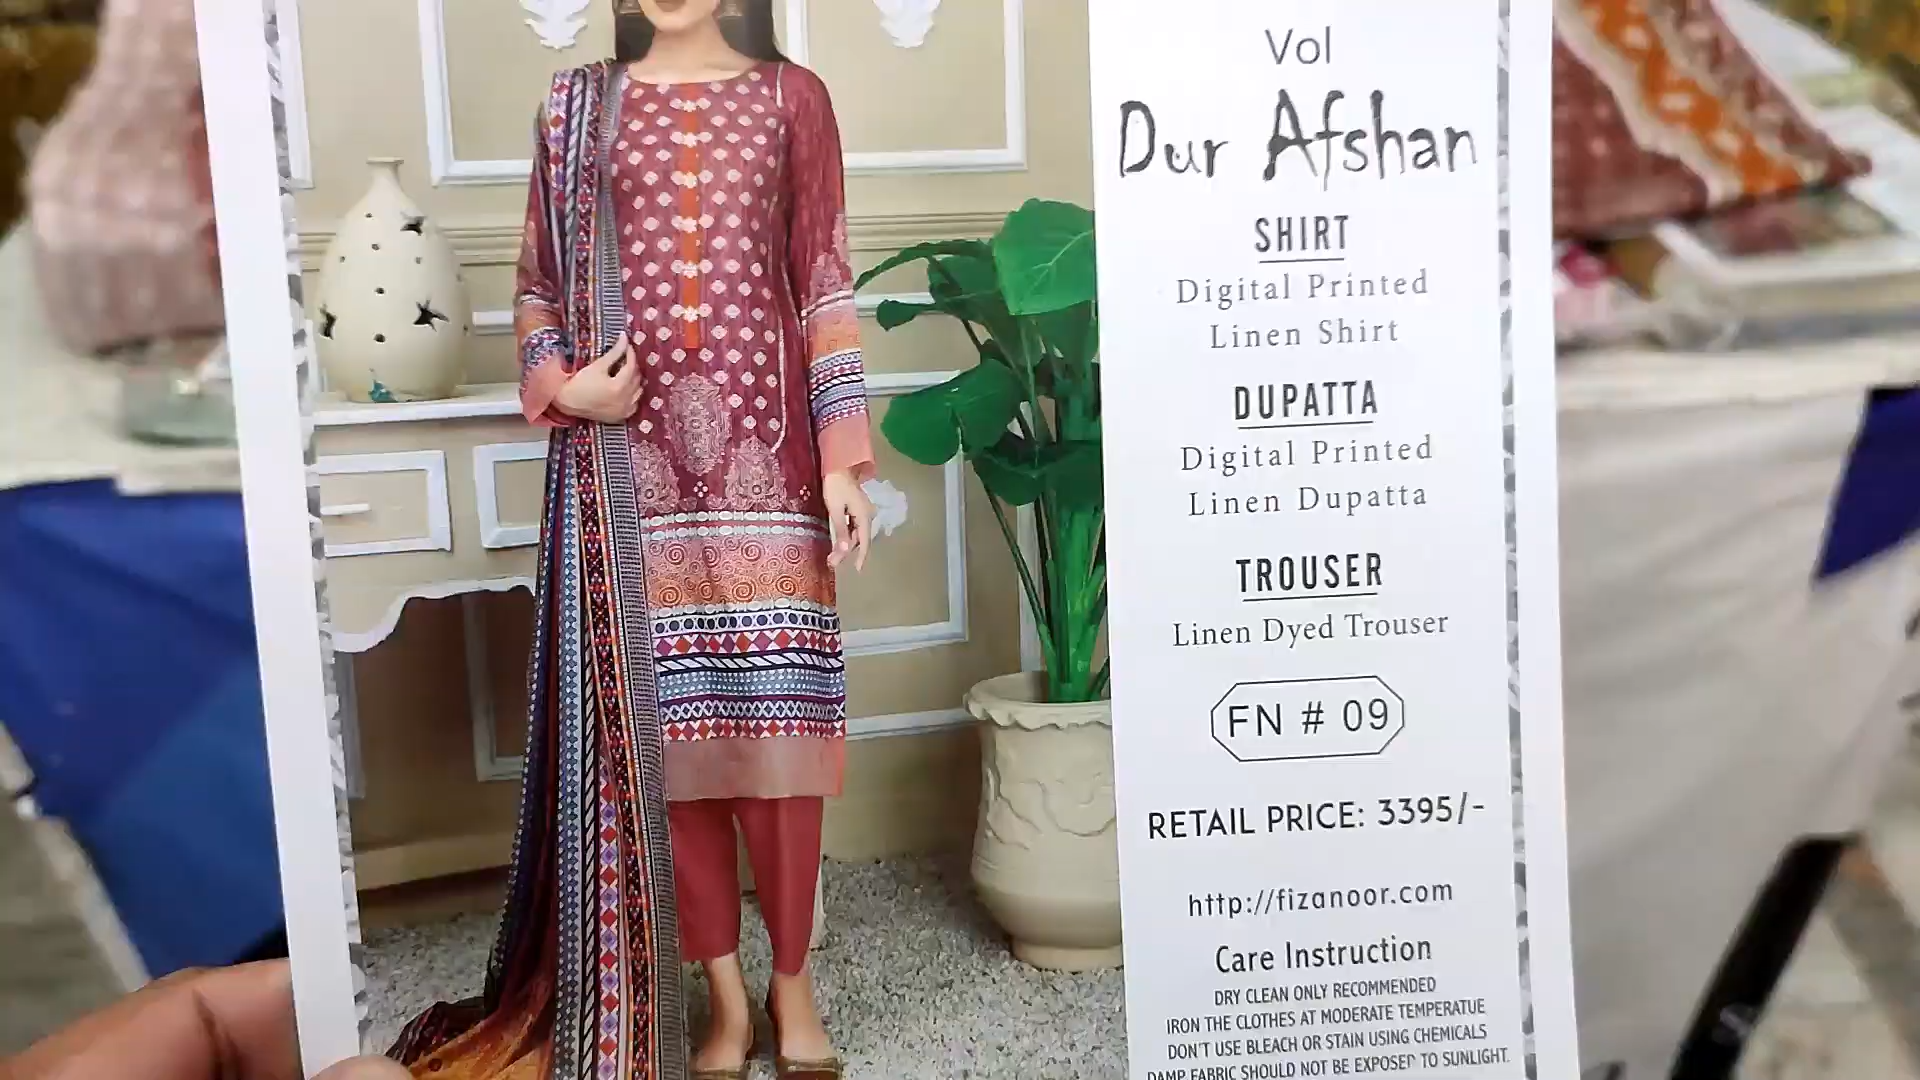 Vol
Dur Afshan
SHIRT
Digital Printed
Linen Shirt
DUPATTA
Digital Printed
Linen Dupatta
TROUSER
Linen Dyed Trouser
FN # 09
RETAIL PRICE: 3395/-
http://fizanoor.com
Care Instruction
DRY CLEAN ONLY RECOMMENDED
IRON THE CLOTHES AT MODERATE TEMPERATUE
DON'T USE BLEACH OR STAIN USING CHEMICALS
DAMP FABRIC SHOULD NOT BE EXPOSED TO SUNLIGHT.